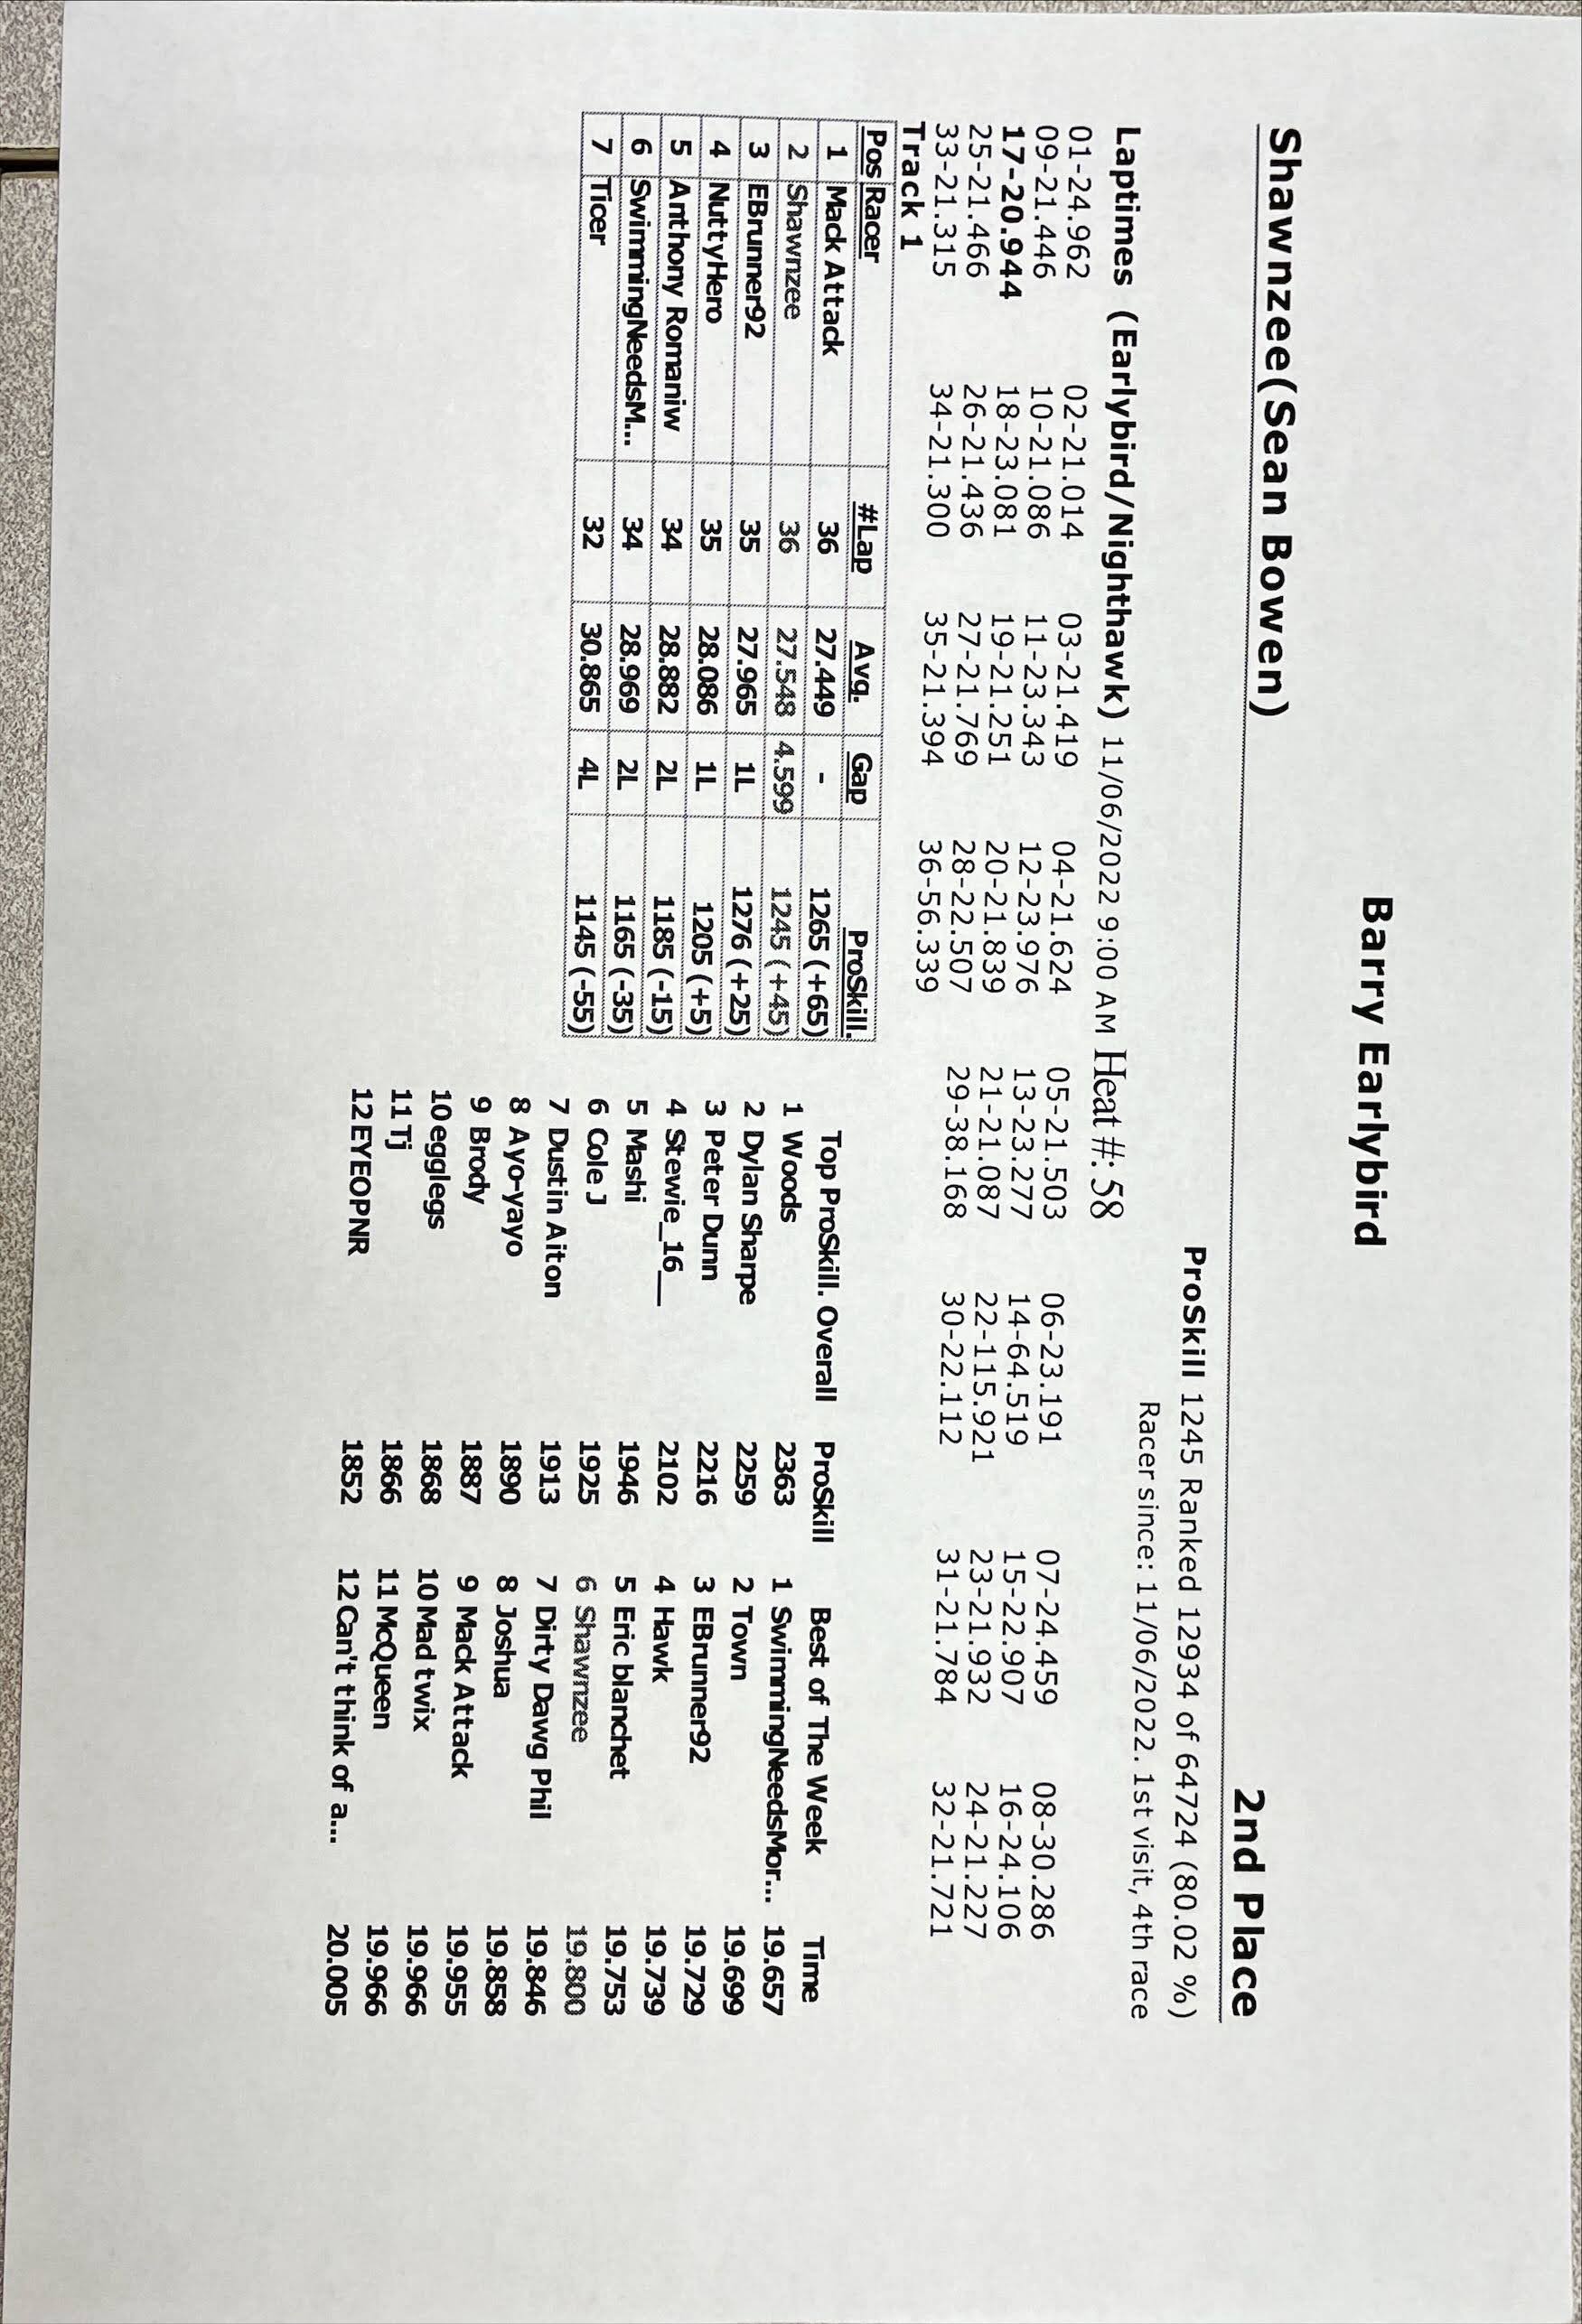 Barry Earlybird
Shawnzee(Sean Bowen)
2nd Place
ProSkill 1245 Ranked 12934 of 64724 (80.02 %)
Racer since: 11/06/2022. 1st visit, 4th race
Laptimes (Earlybird/Nighthawk) 11/06/2022 9:00 AM Heat #: 58
01-24.962 02-21.014 03-21.419 04-21.624 05-21.503 06-23.191 07-24.459 08-30.286
09-21.446 10-21.086 11-23.343 12-23.976 13-23.277 14-64.519 15-22.907 16-24.106
17-20.944 18-23.081 19-21.251 20-21.839 21-21.087 22-115.921 23-21.932 24-21.227
25-21.466 26-21.436 27-21.769 28-22.507 29-38.168 30-22.112 31-21.784 32-21.721
33-21.315 34-21.300 35-21.394 36-56.339
Track 1
Pos Racer #Lap Avg. Gap ProSkill.
1 Mack Attack 36 27.449 - 1265 (+65)
2 Shawnzee 36 27.548 4.599 1245 (+45)
3 EBrunner92 35 27.965 1L 1276 (+25)
4 NuttyHero 35 28.086 1L 1205 (+5)
5 Anthony Romaniw 34 28.882 2L 1185 (-15)
6 SwimmingNeedsM... 34 28.969 2L 1165 (-35)
7 Ticer 32 30.865 4L 1145 (-55)
Top ProSkill. Overall ProSkill
1 Woods 2363
2 Dylan Sharpe 2259
3 Peter Dunn 2216
4 Stewie_16__ 2102
5 Mashi 1946
6 Cole J 1925
7 Dustin Aiton 1913
8 Ayo-yayo 1890
9 Brody 1887
10 egglegs 1868
11 Tj 1866
12 EYEOPNR 1852
Best of The Week Time
1 SwimmingNeedsMor... 19.657
2 Town 19.699
3 EBrunner92 19.729
4 Hawk 19.739
5 Eric blanchet 19.753
6 Shawnzee 19.800
7 Dirty Dawg Phil 19.846
8 Joshua 19.858
9 Mack Attack 19.955
10 Mad twix 19.966
11 McQueen 19.966
12 Can't think of a... 20.005